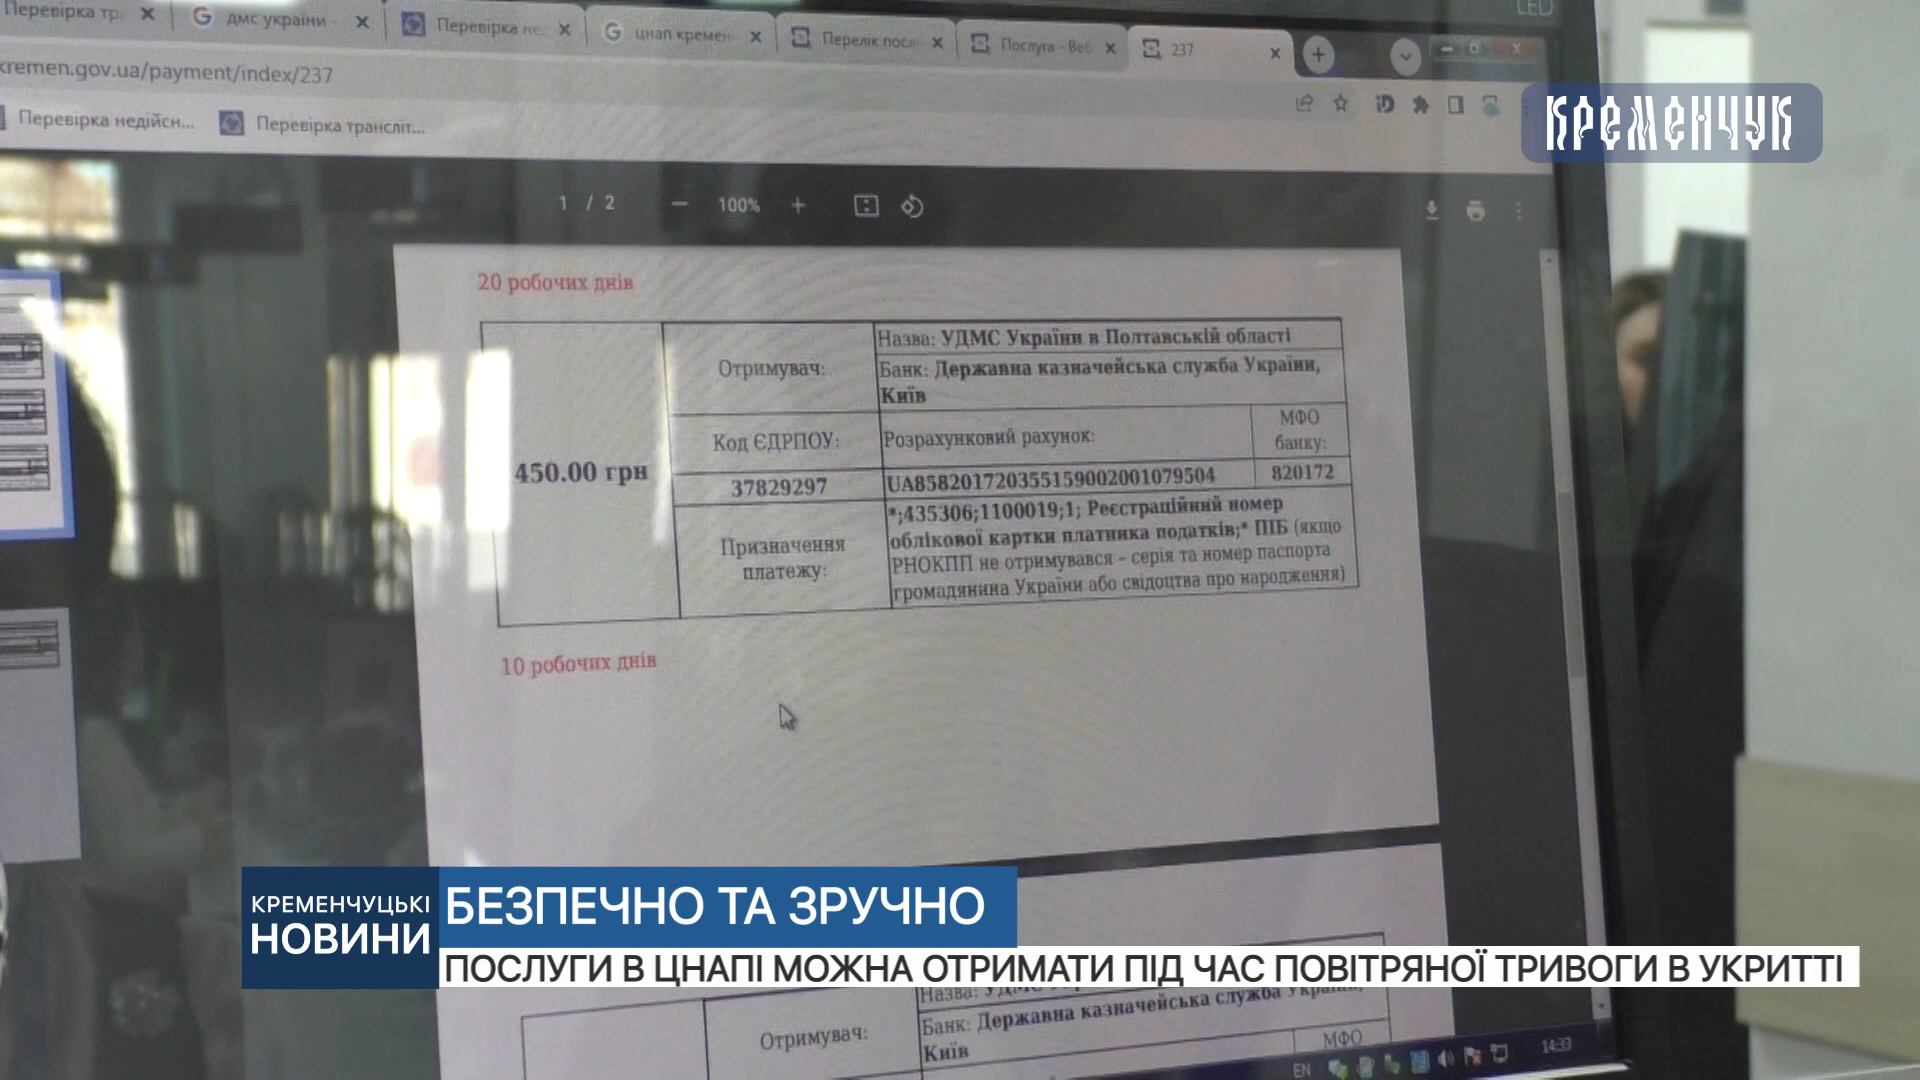 LED
Перевірка тр
дмс україни -
Перевірка не
цнап кремен
Перелік посл
Послуга - Веб
237
kremen.gov.ua/payment/index/237
Перевірка недійсн...
Перевірка трансліт...
КРЕМЕНЧУК
1 / 2
100%
20 робочих днів
450.00 грн
Отримувач:
Назва: УДМС України в Полтавській області
Банк: Державна казначейська служба України,
Київ
Код ЄДРПОУ:
Розрахунковий рахунок:
МФО
банку:
37829297
UA858201720355159002001079504
820172
Призначення
платежу:
*;435306;1100019;1; Реєстраційний номер
облікової картки платника податків;* ПІБ (якщо
РНОКПП не отримувався – серія та номер паспорта
громадянина України або свідоцтва про народження)
10 робочих днів
КРЕМЕНЧУЦЬКІ
НОВИНИ
БЕЗПЕЧНО ТА ЗРУЧНО
ПОСЛУГИ В ЦНАПІ МОЖНА ОТРИМАТИ ПІД ЧАС ПОВІТРЯНОЇ ТРИВОГИ В УКРИТТІ
Отримувач:
Назва: УДМС
Банк: Державна казначейська служба України,
Київ
МФО
EN
14:33